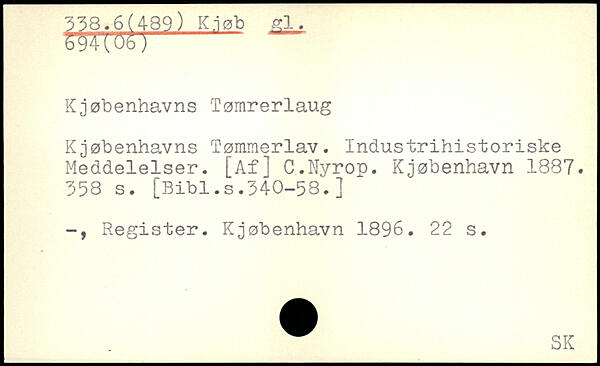 338.6(489) Kjøb gl.
694(06)
Kjøbenhavns Tømrerlaug
Kjøbenhavns Tømmerlav. Industrihistoriske
Meddelelser. [Af] C.Nyrop. Kjøbenhavn 1887.
358 s. [Bibl.s.340-58.]
-, Register. Kjøbenhavn 1896. 22 s.
SK